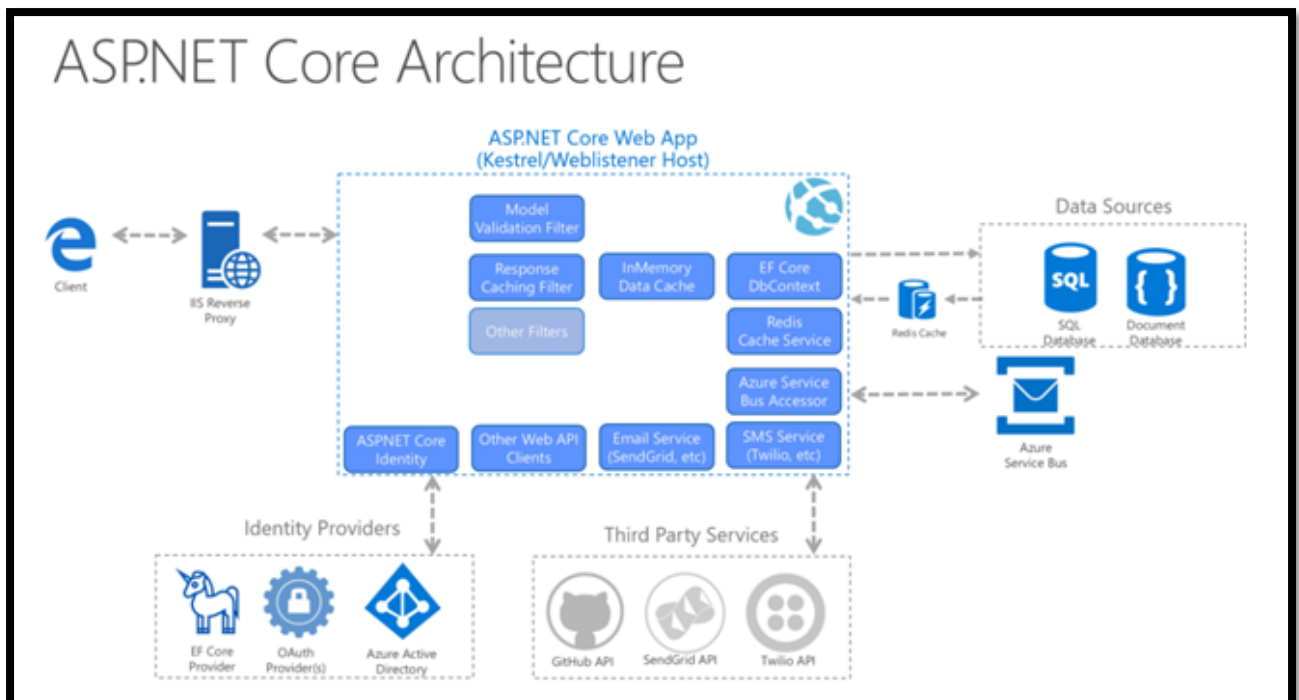 ASP.NET Core Architecture
ASP.NET Core Web App
(Kestrel/Weblistener Host)
Model
Validation Filter
Response
Caching Filter
Other Filters
InMemory
Data Cache
EF Core
DbContext
Redis
Cache Service
Azure Service
Bus Accessor
ASPNET Core
Identity
Other Web API
Clients
Email Service
(SendGrid, etc)
SMS Service
(Twilio, etc)
Client
IIS Reverse
Proxy
Data Sources
SQL
SQL
Database
{ }
Document
Database
Redis Cache
Azure
Service Bus
Identity Providers
EF Core
Provider
OAuth
Provider(s)
Azure Active
Directory
Third Party Services
GitHub API
SendGrid API
Twilio API